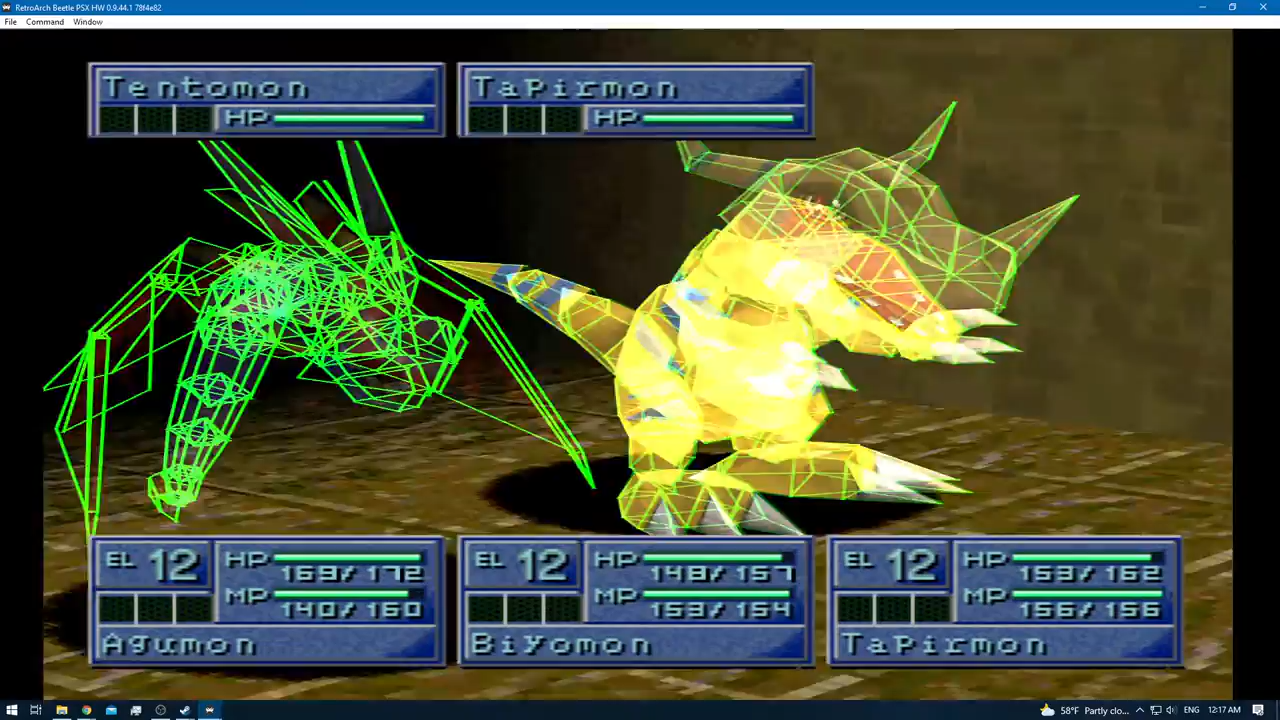 RetroArch Beetle PSX HW 0.9.44.1 78f4e82
File Command Window
Tentomon
HP
Tapirmon
HP
EL 12 HP 169/172
MP 140/160
Agumon
EL 12 HP 149/157
MP 153/154
Biyomon
EL 12 HP 153/162
MP 156/156
Tapirmon
58°F Partly clo... ENG 12:17 AM